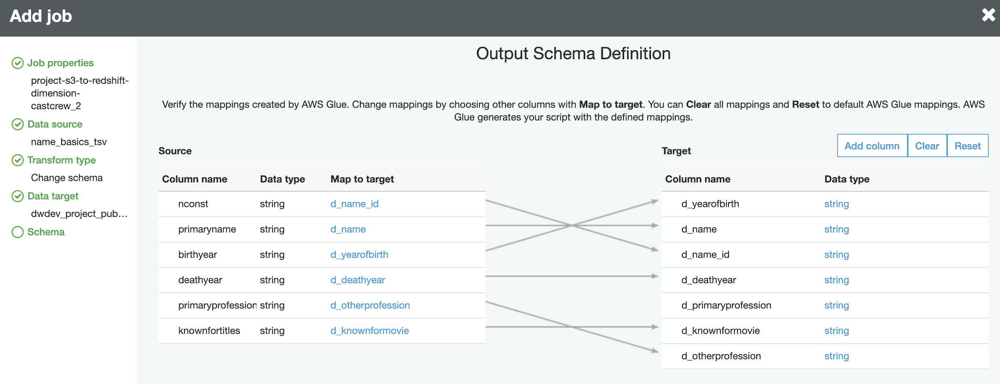 Add job
Job properties
project-s3-to-redshift-
dimension-
castcrew_2
Data source
name_basics_tsv
Transform type
Change schema
Data target
dwdev_project_pub...
Schema
Output Schema Definition
Verify the mappings created by AWS Glue. Change mappings by choosing other columns with Map to target. You can Clear all mappings and Reset to default AWS Glue mappings. AWS
Glue generates your script with the defined mappings.
Source
Column name Data type Map to target
nconst string d_name_id
primaryname string d_name
birthyear string d_yearofbirth
deathyear string d_deathyear
primaryprofession string d_otherprofession
knownfortitles string d_knownformovie
Target
Add column Clear Reset
Column name Data type
d_yearofbirth string
d_name string
d_name_id string
d_deathyear string
d_primaryprofession string
d_knownformovie string
d_otherprofession string